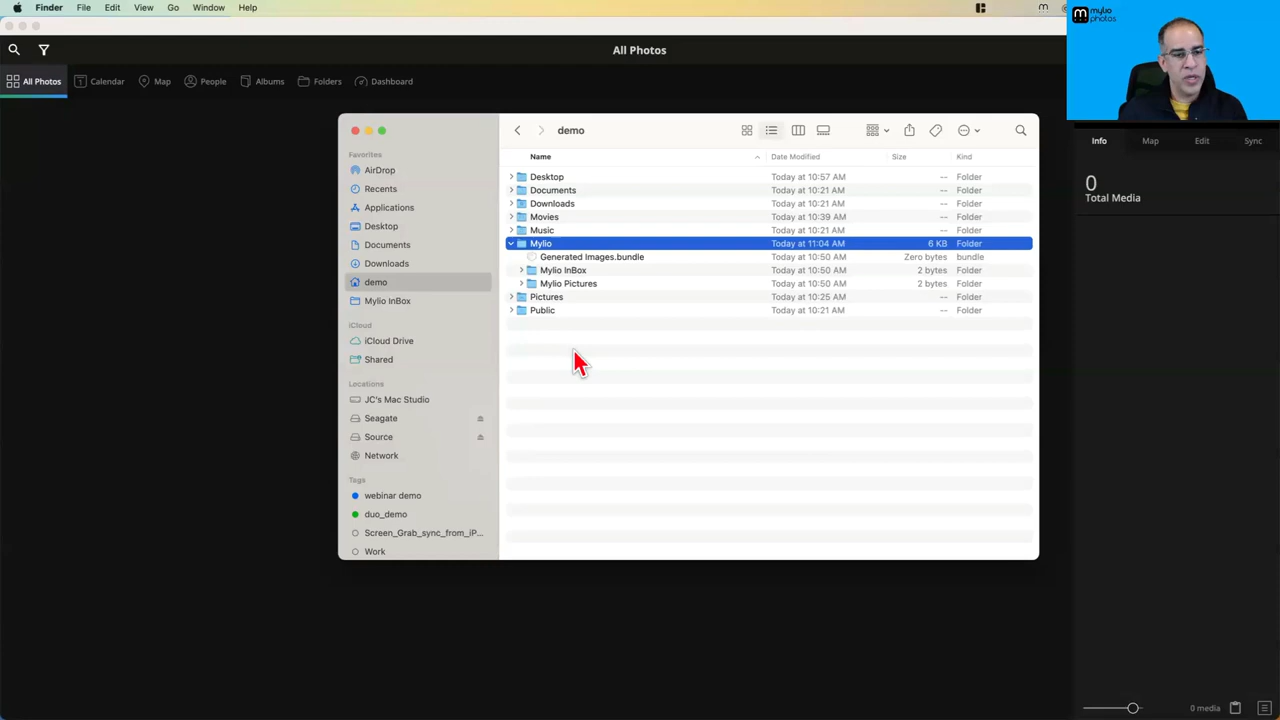 Finder File Edit View Go Window Help
mylio photos
All Photos
All Photos Calendar Map People Albums Folders Dashboard
Info Map Edit Sync
0
Total Media
demo
Favorites
AirDrop
Recents
Applications
Desktop
Documents
Downloads
demo
Mylio InBox
iCloud
iCloud Drive
Shared
Locations
JC's Mac Studio
Seagate
Source
Network
Tags
webinar demo
duo_demo
Screen_Grab_sync_from_iP...
Work
Name Date Modified Size Kind
Desktop Today at 10:57 AM -- Folder
Documents Today at 10:21 AM -- Folder
Downloads Today at 10:21 AM -- Folder
Movies Today at 10:39 AM -- Folder
Music Today at 10:21 AM -- Folder
Mylio Today at 11:04 AM 6 KB Folder
Generated Images.bundle Today at 10:50 AM Zero bytes bundle
Mylio InBox Today at 10:50 AM 2 bytes Folder
Mylio Pictures Today at 10:50 AM 2 bytes Folder
Pictures Today at 10:25 AM -- Folder
Public Today at 10:21 AM -- Folder
0 media